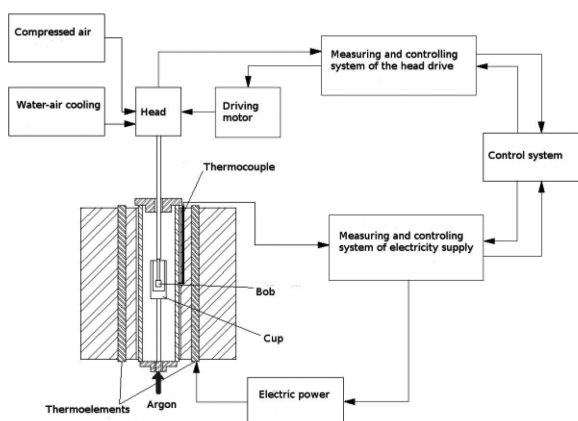 Compressed air
Water-air cooling
Head
Driving
motor
Measuring and controlling
system of the head drive
Control system
Thermocouple
Measuring and controling
system of electricity supply
Bob
Cup
Thermoelements
Argon
Electric power